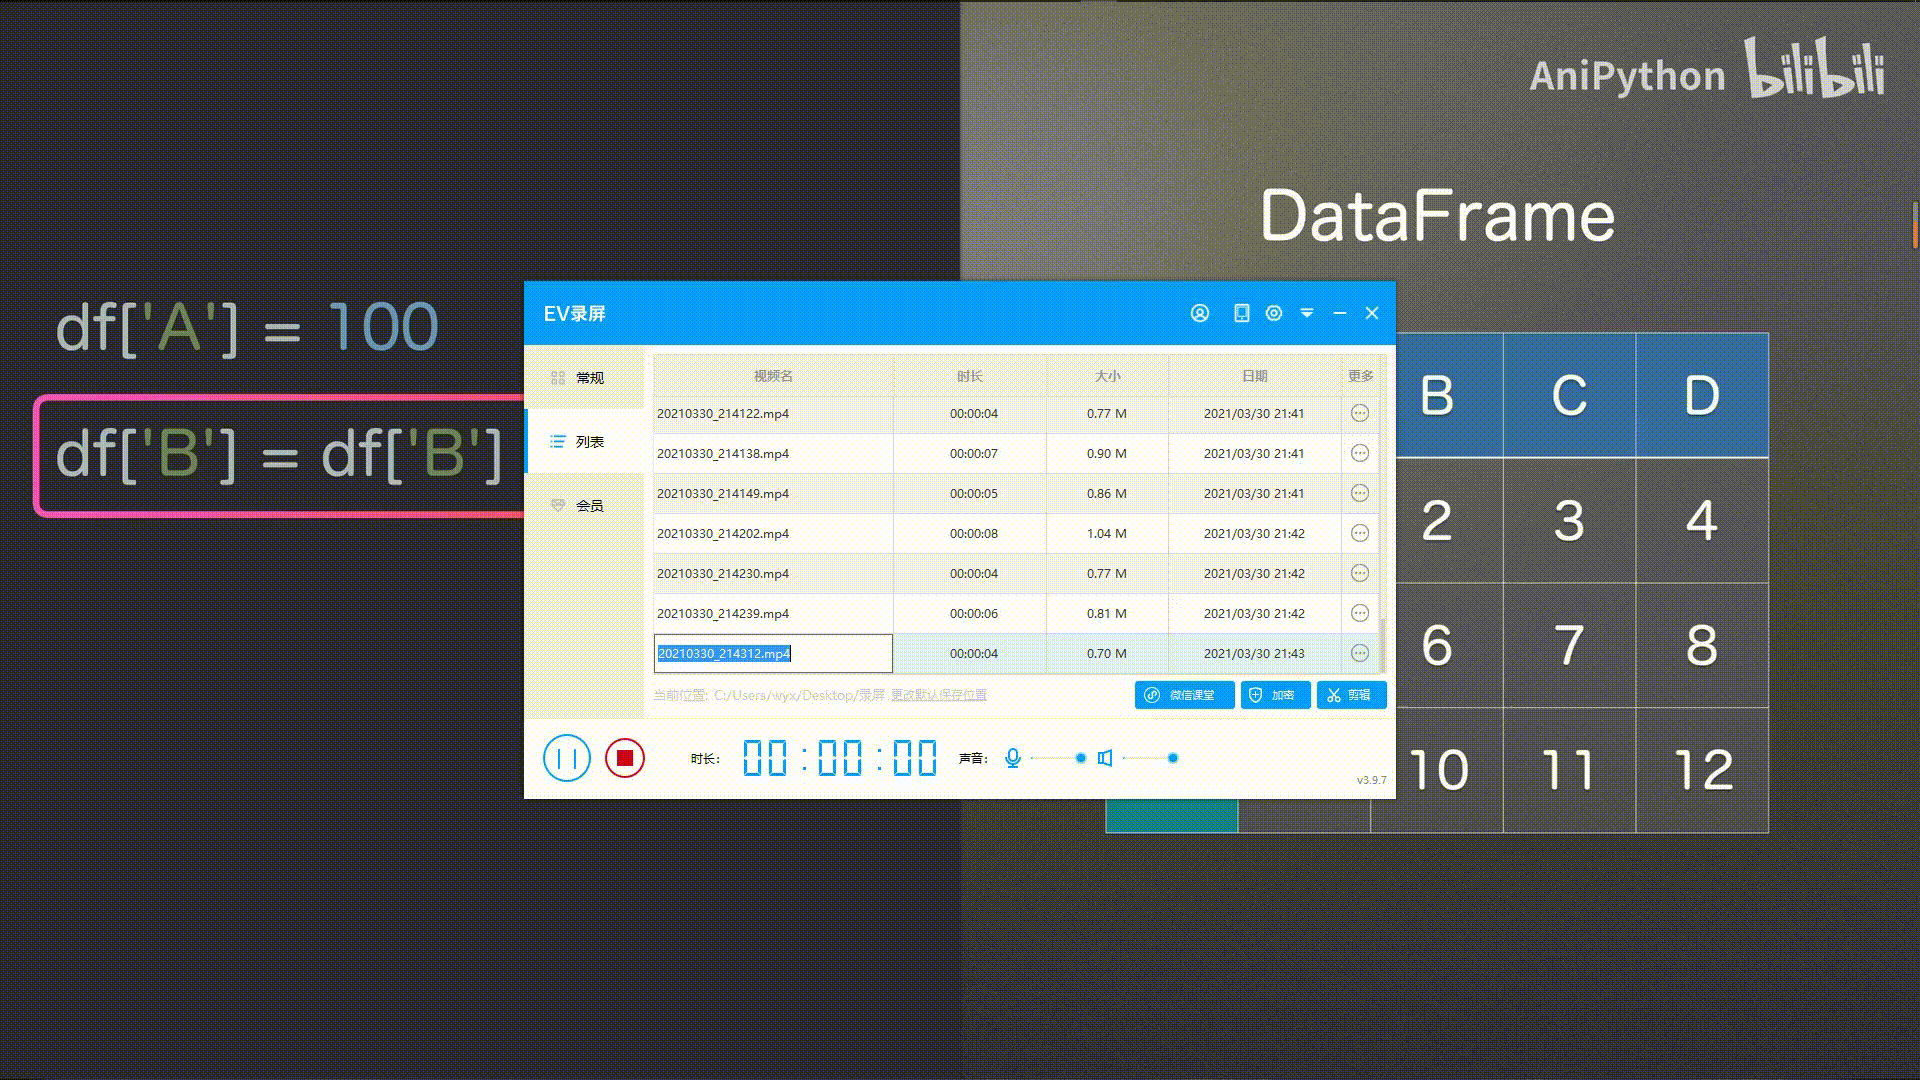 AniPython bilibili
DataFrame
df['A'] = 100
df['B'] = df['B']
B C D
2 3 4
6 7 8
10 11 12
EV录屏
常规
列表
会员
视频名 时长 大小 日期 更多
20210330_214122.mp4 00:00:04 0.77 M 2021/03/30 21:41
20210330_214138.mp4 00:00:07 0.90 M 2021/03/30 21:41
20210330_214149.mp4 00:00:05 0.86 M 2021/03/30 21:41
20210330_214202.mp4 00:00:08 1.04 M 2021/03/30 21:42
20210330_214230.mp4 00:00:04 0.77 M 2021/03/30 21:42
20210330_214239.mp4 00:00:06 0.81 M 2021/03/30 21:42
20210330_214312.mp4 00:00:04 0.70 M 2021/03/30 21:43
当前位置: C:/Users/wyx/Desktop/录屏 更改默认保存位置
微信课堂 加密 剪辑
时长: 00:00:00 声音:
v3.9.7